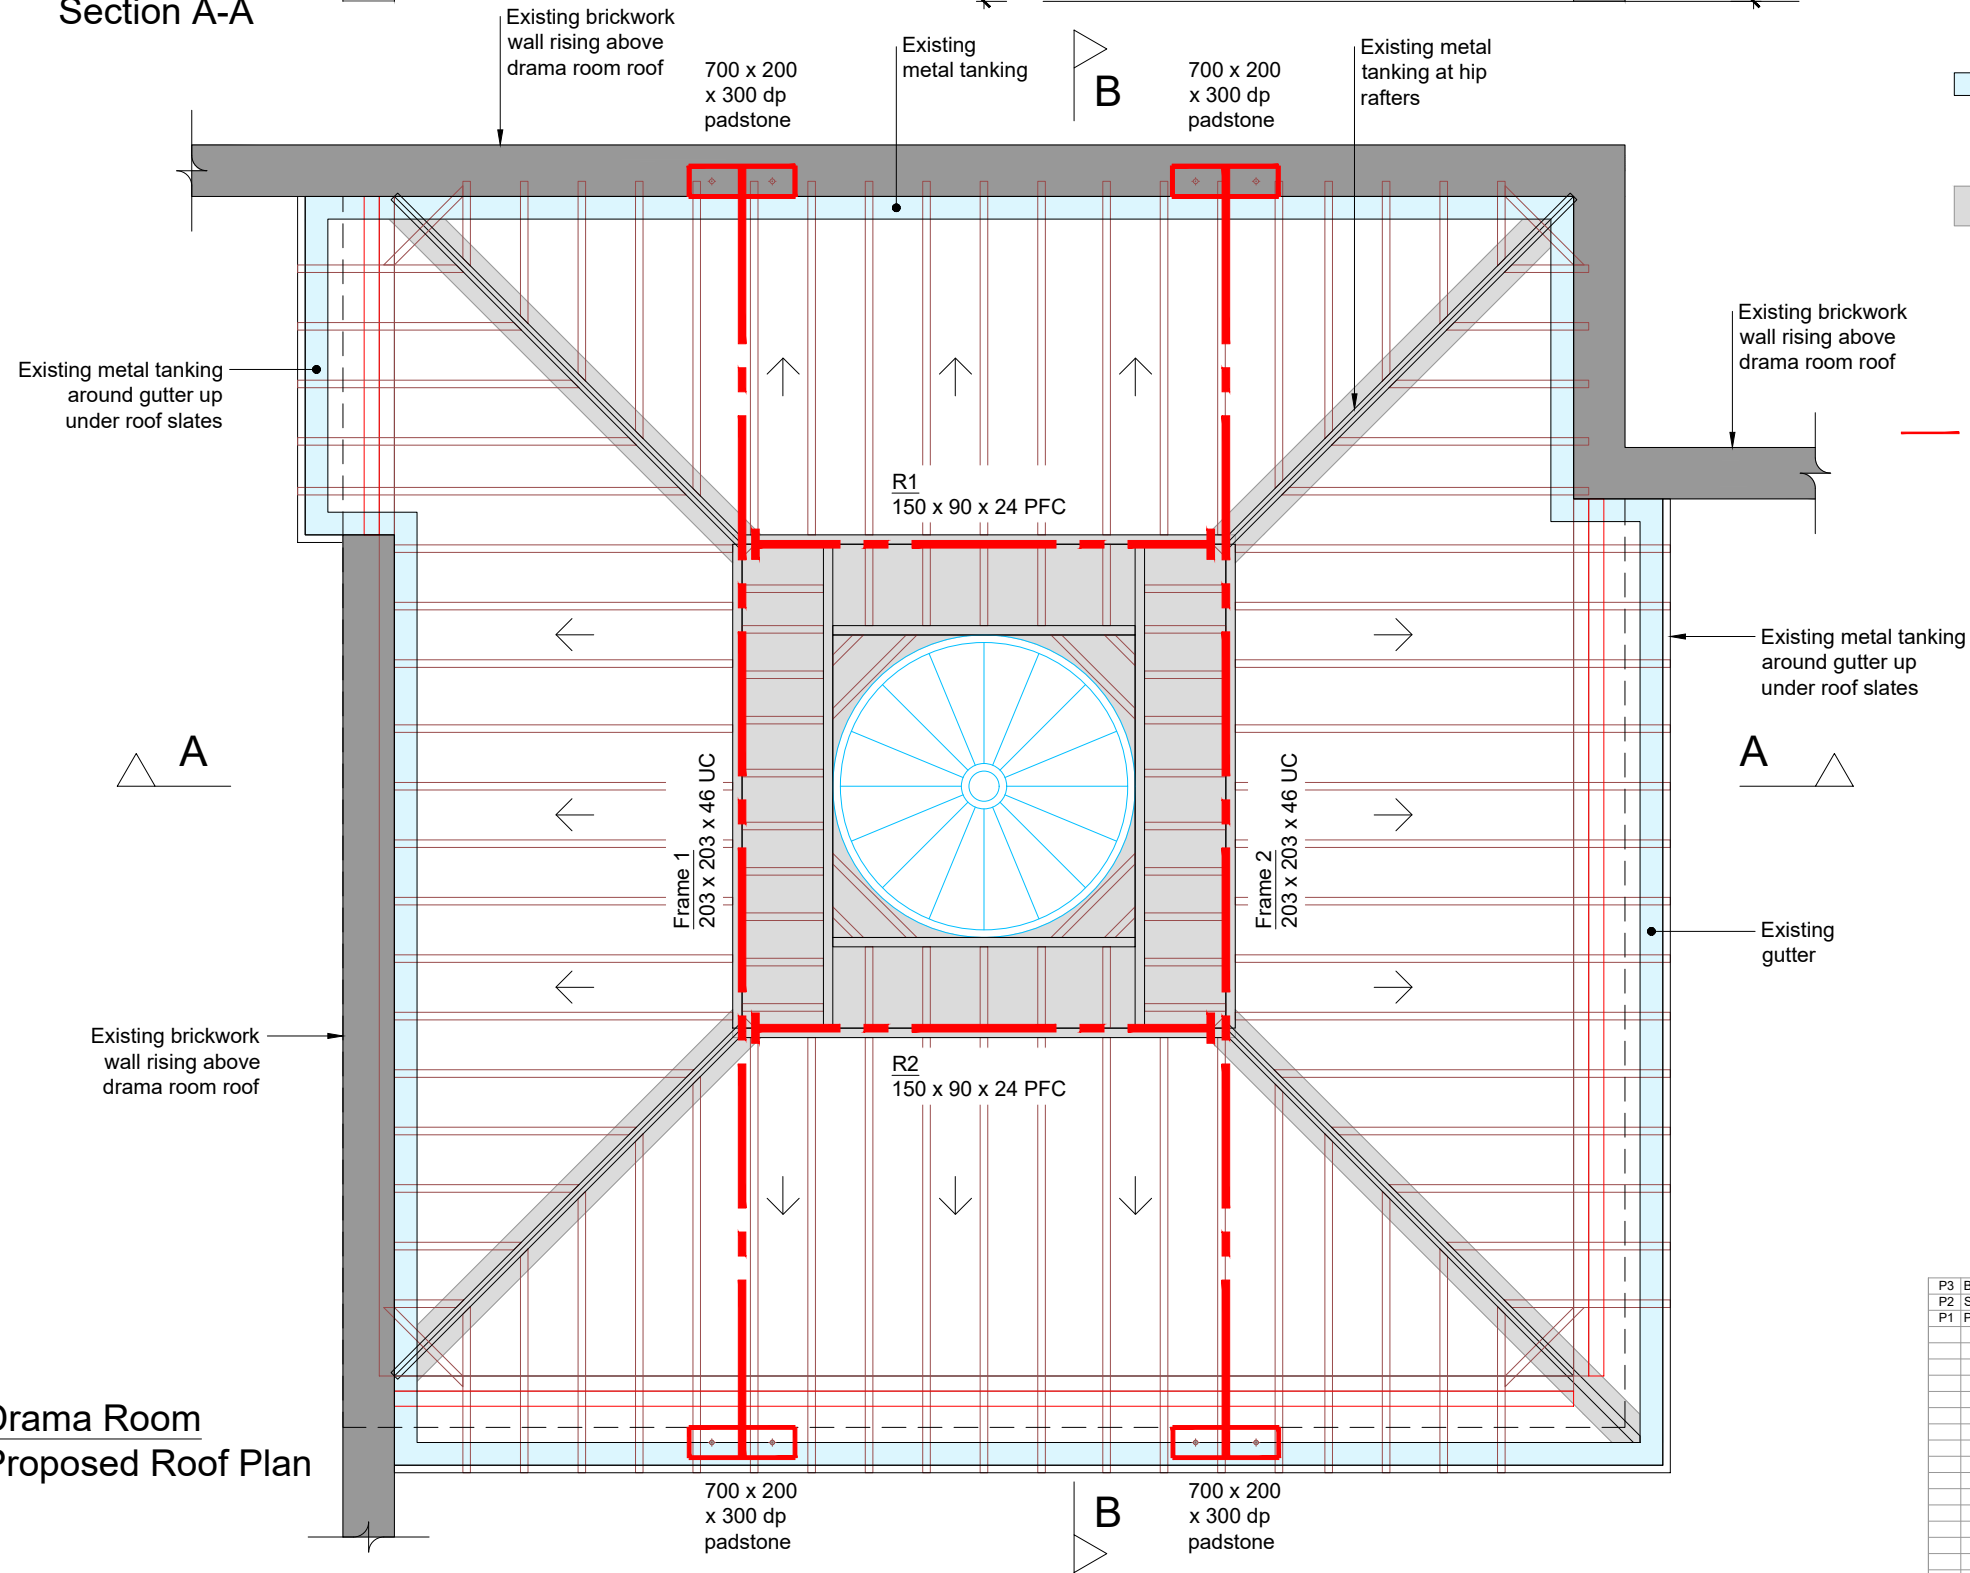 Section A-A
Existing brickwork
wall rising above
drama room roof
700 x 200
x 300 dp
padstone
Existing
metal tanking
B
700 x 200
x 300 dp
padstone
Existing metal
tanking at hip
rafters
Existing brickwork
wall rising above
drama room roof
Existing metal tanking
around gutter up
under roof slates
R1
150 x 90 x 24 PFC
Existing metal tanking
around gutter up
under roof slates
A
A
Frame 1
203 x 203 x 46 UC
Frame 2
203 x 203 x 46 UC
Existing
gutter
Existing brickwork
wall rising above
drama room roof
R2
150 x 90 x 24 PFC
P3
P2
P1
Drama Room
Proposed Roof Plan
700 x 200
x 300 dp
padstone
B
700 x 200
x 300 dp
padstone